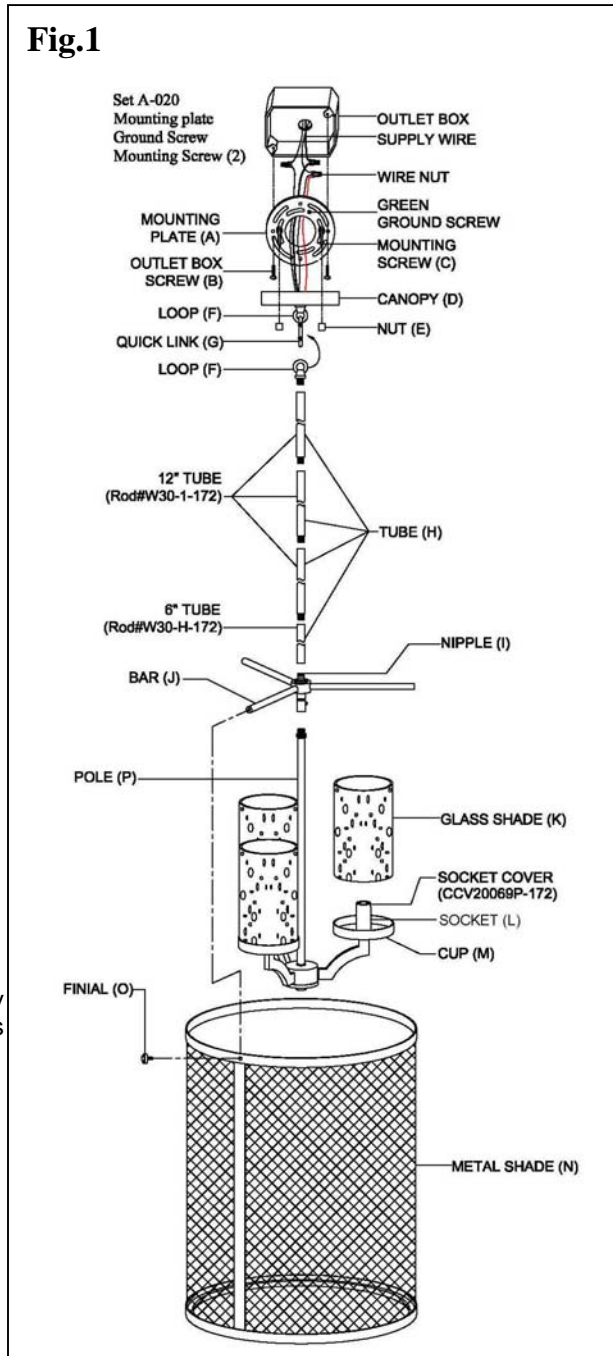 Fig.1
Set A-020
Mounting plate
Ground Screw
Mounting Screw (2)
OUTLET BOX
SUPPLY WIRE
WIRE NUT
GREEN
GROUND SCREW
MOUNTING
PLATE (A)
MOUNTING
SCREW (C)
OUTLET BOX
SCREW (B)
CANOPY (D)
LOOP (F)
NUT (E)
QUICK LINK (G)
LOOP (F)
12" TUBE
(Rod#W30-1-172)
TUBE (H)
6" TUBE
(Rod#W30-H-172)
NIPPLE (I)
BAR (J)
POLE (P)
GLASS SHADE (K)
SOCKET COVER
(CCV20069P-172)
SOCKET (L)
CUP (M)
FINIAL (O)
y
s
METAL SHADE (N)